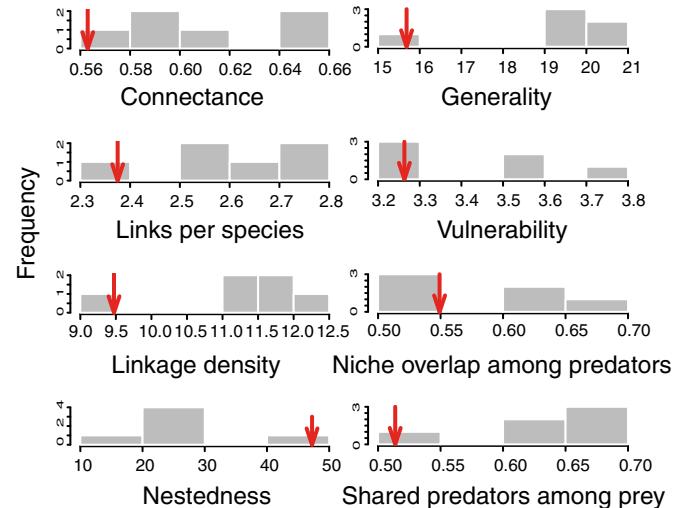 Frequency
0 1 2
0.56 0.58 0.60 0.62 0.64 0.66
Connectance
0 3
15 16 17 18 19 20 21
Generality
0 1 2
2.3 2.4 2.5 2.6 2.7 2.8
Links per species
0 3
3.2 3.3 3.4 3.5 3.6 3.7 3.8
Vulnerability
0 1 2
9.0 9.5 10.0 10.5 11.0 11.5 12.0 12.5
Linkage density
0 3
0.50 0.55 0.60 0.65 0.70
Niche overlap among predators
0 2 4
10 20 30 40 50
Nestedness
0 3
0.50 0.55 0.60 0.65 0.70
Shared predators among prey